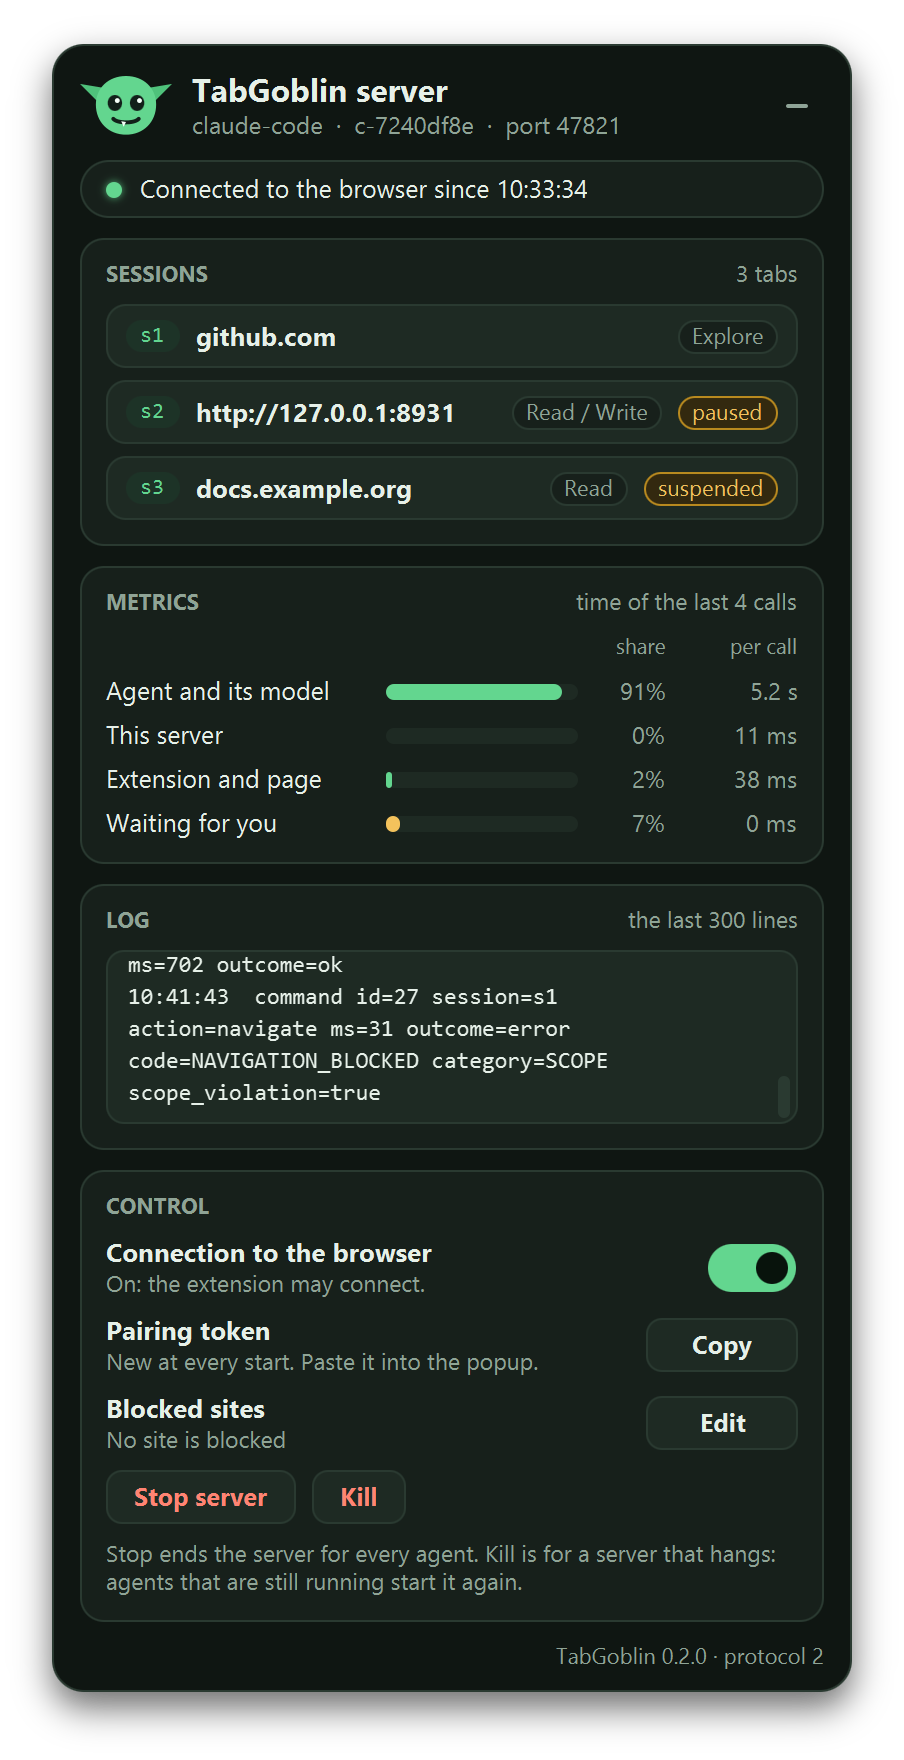 TabGoblin server
claude-code · c-7240df8e · port 47821
Connected to the browser since 10:33:34
SESSIONS 3 tabs
s1 github.com Explore
s2 http://127.0.0.1:8931 Read / Write paused
s3 docs.example.org Read suspended
METRICS time of the last 4 calls
share per call
Agent and its model 91% 5.2 s
This server 0% 11 ms
Extension and page 2% 38 ms
Waiting for you 7% 0 ms
LOG the last 300 lines
ms=702 outcome=ok
10:41:43  command id=27 session=s1
action=navigate ms=31 outcome=error
code=NAVIGATION_BLOCKED category=SCOPE
scope_violation=true
CONTROL
Connection to the browser
On: the extension may connect.
Pairing token
New at every start. Paste it into the popup.
Copy
Blocked sites
No site is blocked
Edit
Stop server Kill
Stop ends the server for every agent. Kill is for a server that hangs:
agents that are still running start it again.
TabGoblin 0.2.0 · protocol 2